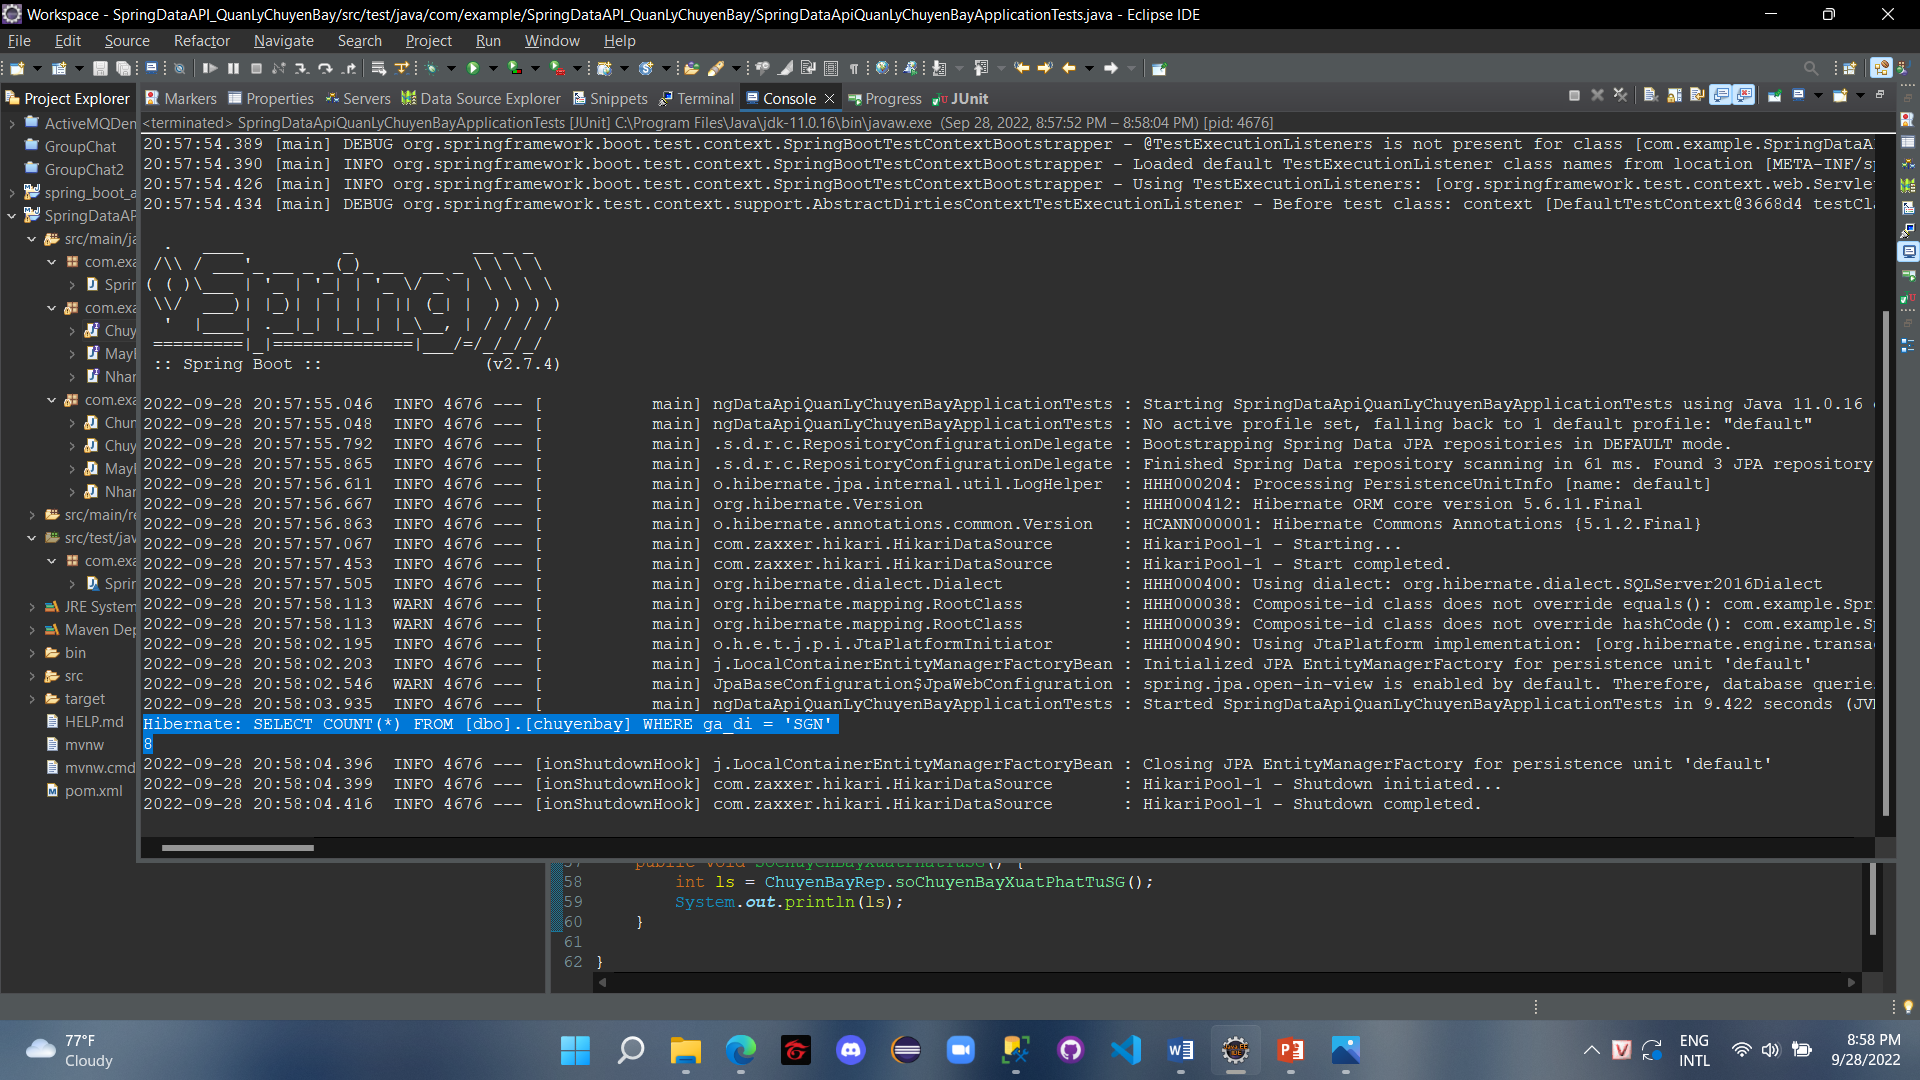 Workspace - SpringDataAPI_QuanLyChuyenBay/src/test/java/com/example/SpringDataAPI_QuanLyChuyenBay/SpringDataApiQuanLyChuyenBayApplicationTests.java - Eclipse IDE
File Edit Source Refactor Navigate Search Project Run Window Help
Project Explorer
Markers Properties Servers Data Source Explorer Snippets Terminal Console Progress JUnit
ActiveMQDen
GroupChat
GroupChat2
spring_boot_a
SpringDataAP
src/main/ja
com.exa
Sprin
com.exa
Chuy
Mayl
Nhar
com.exa
Chun
Chuy
Mayl
Nhar
src/main/re
src/test/jav
com.exa
Sprin
JRE System
Maven Dep
bin
src
target
HELP.md
mvnw
mvnw.cmd
pom.xml
<terminated> SpringDataApiQuanLyChuyenBayApplicationTests [JUnit] C:\Program Files\Java\jdk-11.0.16\bin\javaw.exe (Sep 28, 2022, 8:57:52 PM – 8:58:04 PM) [pid: 4676]
20:57:54.389 [main] DEBUG org.springframework.boot.test.context.SpringBootTestContextBootstrapper - @TestExecutionListeners is not present for class [com.example.SpringDataA
20:57:54.390 [main] INFO org.springframework.boot.test.context.SpringBootTestContextBootstrapper - Loaded default TestExecutionListener class names from location [META-INF/sp
20:57:54.426 [main] INFO org.springframework.boot.test.context.SpringBootTestContextBootstrapper - Using TestExecutionListeners: [org.springframework.test.context.web.Servle
20:57:54.434 [main] DEBUG org.springframework.test.context.support.AbstractDirtiesContextTestExecutionListener - Before test class: context [DefaultTestContext@3668d4 testCla
Spring
:: Spring Boot :: (v2.7.4)
2022-09-28 20:57:55.046 INFO 4676 --- [ main] ngDataApiQuanLyChuyenBayApplicationTests : Starting SpringDataApiQuanLyChuyenBayApplicationTests using Java 11.0.16
2022-09-28 20:57:55.048 INFO 4676 --- [ main] ngDataApiQuanLyChuyenBayApplicationTests : No active profile set, falling back to 1 default profile: "default"
2022-09-28 20:57:55.792 INFO 4676 --- [ main] .s.d.r.c.RepositoryConfigurationDelegate : Bootstrapping Spring Data JPA repositories in DEFAULT mode.
2022-09-28 20:57:55.865 INFO 4676 --- [ main] .s.d.r.c.RepositoryConfigurationDelegate : Finished Spring Data repository scanning in 61 ms. Found 3 JPA repository
2022-09-28 20:57:56.611 INFO 4676 --- [ main] o.hibernate.jpa.internal.util.LogHelper : HHH000204: Processing PersistenceUnitInfo [name: default]
2022-09-28 20:57:56.667 INFO 4676 --- [ main] org.hibernate.Version : HHH000412: Hibernate ORM core version 5.6.11.Final
2022-09-28 20:57:56.863 INFO 4676 --- [ main] o.hibernate.annotations.common.Version : HCANN000001: Hibernate Commons Annotations {5.1.2.Final}
2022-09-28 20:57:57.067 INFO 4676 --- [ main] com.zaxxer.hikari.HikariDataSource : HikariPool-1 - Starting...
2022-09-28 20:57:57.453 INFO 4676 --- [ main] com.zaxxer.hikari.HikariDataSource : HikariPool-1 - Start completed.
2022-09-28 20:57:57.505 INFO 4676 --- [ main] org.hibernate.dialect.Dialect : HHH000400: Using dialect: org.hibernate.dialect.SQLServer2016Dialect
2022-09-28 20:57:58.113 WARN 4676 --- [ main] org.hibernate.mapping.RootClass : HHH000038: Composite-id class does not override equals(): com.example.Spr
2022-09-28 20:57:58.113 WARN 4676 --- [ main] org.hibernate.mapping.RootClass : HHH000039: Composite-id class does not override hashCode(): com.example.Sp
2022-09-28 20:58:02.195 INFO 4676 --- [ main] o.h.e.t.j.p.i.JtaPlatformInitiator : HHH000490: Using JtaPlatform implementation: [org.hibernate.engine.transac
2022-09-28 20:58:02.203 INFO 4676 --- [ main] j.LocalContainerEntityManagerFactoryBean : Initialized JPA EntityManagerFactory for persistence unit 'default'
2022-09-28 20:58:02.546 WARN 4676 --- [ main] JpaBaseConfiguration$JpaWebConfiguration : spring.jpa.open-in-view is enabled by default. Therefore, database querie
2022-09-28 20:58:03.935 INFO 4676 --- [ main] ngDataApiQuanLyChuyenBayApplicationTests : Started SpringDataApiQuanLyChuyenBayApplicationTests in 9.422 seconds (JVM
Hibernate: SELECT COUNT(*) FROM [dbo].[chuyenbay] WHERE ga_di = 'SGN'
8
2022-09-28 20:58:04.396 INFO 4676 --- [ionShutdownHook] j.LocalContainerEntityManagerFactoryBean : Closing JPA EntityManagerFactory for persistence unit 'default'
2022-09-28 20:58:04.399 INFO 4676 --- [ionShutdownHook] com.zaxxer.hikari.HikariDataSource : HikariPool-1 - Shutdown initiated...
2022-09-28 20:58:04.416 INFO 4676 --- [ionShutdownHook] com.zaxxer.hikari.HikariDataSource : HikariPool-1 - Shutdown completed.
58 int ls = ChuyenBayRep.soChuyenBayXuatPhatTuSG();
59 System.out.println(ls);
60 }
61
62 }
77°F
Cloudy
ENG
INTL
8:58 PM
9/28/2022